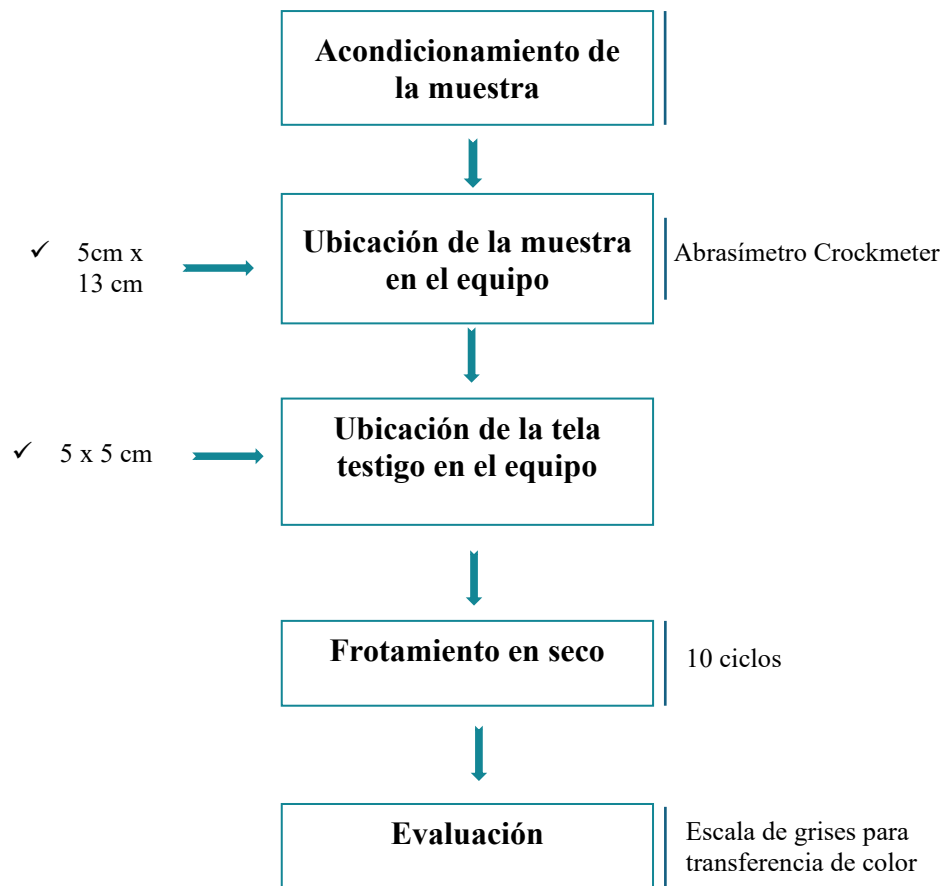 Acondicionamiento de
la muestra
✓ 5cm x
13 cm
Ubicación de la muestra
en el equipo
Abrasímetro Crockmeter
✓ 5 x 5 cm
Ubicación de la tela
testigo en el equipo
Frotamiento en seco
10 ciclos
Evaluación
Escala de grises para
transferencia de color